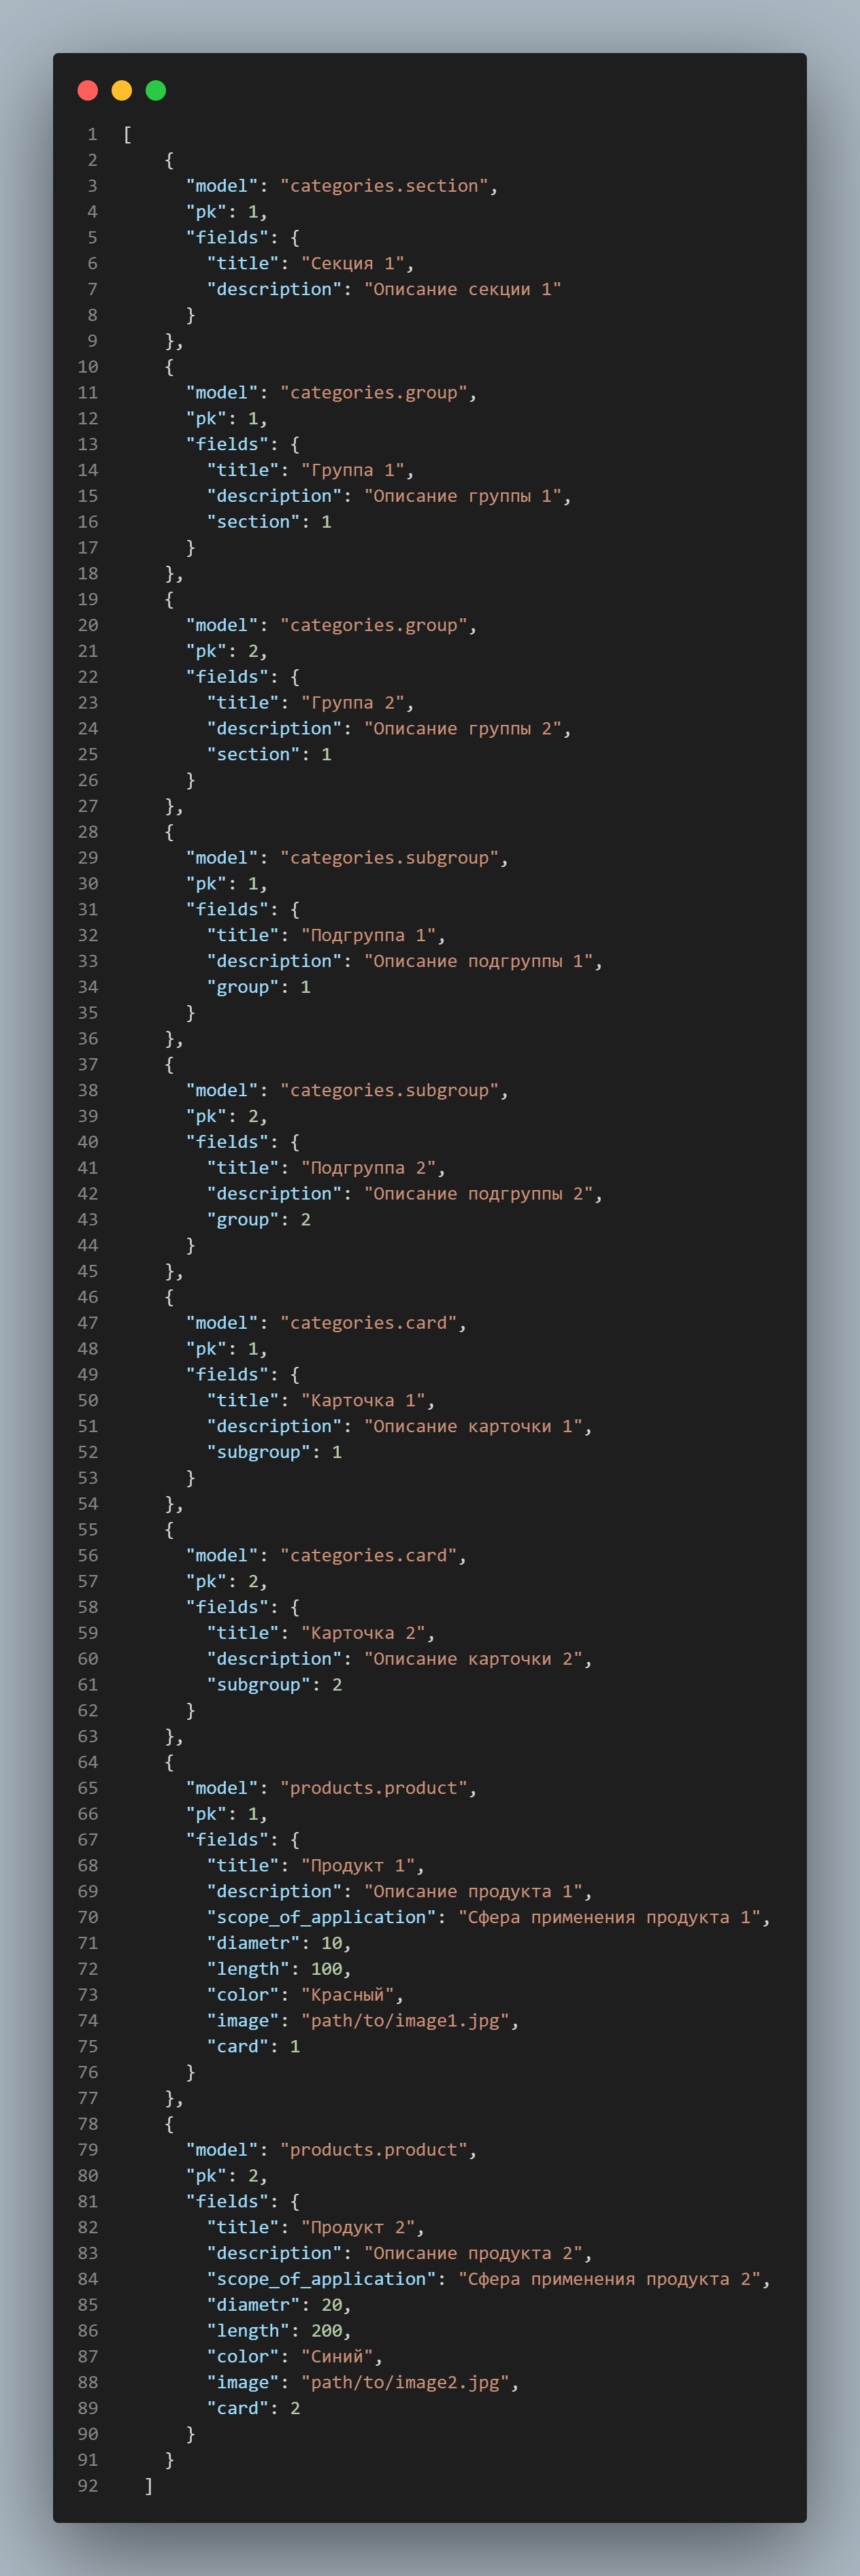 1 [
2 {
3 "model": "categories.section",
4 "pk": 1,
5 "fields": {
6 "title": "Секция 1",
7 "description": "Описание секции 1"
8 }
9 },
10 {
11 "model": "categories.group",
12 "pk": 1,
13 "fields": {
14 "title": "Группа 1",
15 "description": "Описание группы 1",
16 "section": 1
17 }
18 },
19 {
20 "model": "categories.group",
21 "pk": 2,
22 "fields": {
23 "title": "Группа 2",
24 "description": "Описание группы 2",
25 "section": 1
26 }
27 },
28 {
29 "model": "categories.subgroup",
30 "pk": 1,
31 "fields": {
32 "title": "Подгруппа 1",
33 "description": "Описание подгруппы 1",
34 "group": 1
35 }
36 },
37 {
38 "model": "categories.subgroup",
39 "pk": 2,
40 "fields": {
41 "title": "Подгруппа 2",
42 "description": "Описание подгруппы 2",
43 "group": 2
44 }
45 },
46 {
47 "model": "categories.card",
48 "pk": 1,
49 "fields": {
50 "title": "Карточка 1",
51 "description": "Описание карточки 1",
52 "subgroup": 1
53 }
54 },
55 {
56 "model": "categories.card",
57 "pk": 2,
58 "fields": {
59 "title": "Карточка 2",
60 "description": "Описание карточки 2",
61 "subgroup": 2
62 }
63 },
64 {
65 "model": "products.product",
66 "pk": 1,
67 "fields": {
68 "title": "Продукт 1",
69 "description": "Описание продукта 1",
70 "scope_of_application": "Сфера применения продукта 1",
71 "diametr": 10,
72 "length": 100,
73 "color": "Красный",
74 "image": "path/to/image1.jpg",
75 "card": 1
76 }
77 },
78 {
79 "model": "products.product",
80 "pk": 2,
81 "fields": {
82 "title": "Продукт 2",
83 "description": "Описание продукта 2",
84 "scope_of_application": "Сфера применения продукта 2",
85 "diametr": 20,
86 "length": 200,
87 "color": "Синий",
88 "image": "path/to/image2.jpg",
89 "card": 2
90 }
91 }
92 ]